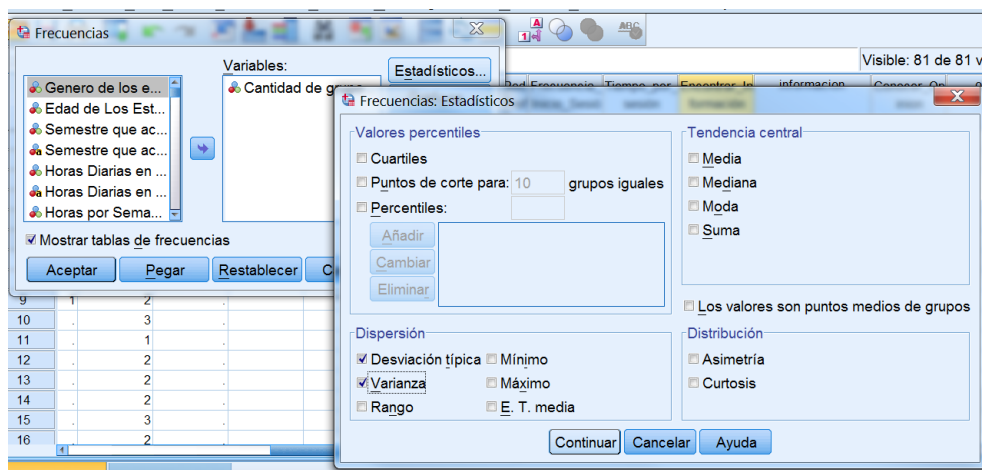 ABC
Frecuencias
Visible: 81 de 81 v
Variables:
Estadísticos...
Genero de los e...
Edad de Los Est...
Semestre que ac...
Semestre que ac...
Horas Diarias en ...
Horas Diarias en ...
Horas por Sema...
Cantidad de
Mostrar tablas de frecuencias
Aceptar
Pegar
Restablecer
Frecuencias: Estadísticos
Valores percentiles
Cuartiles
Puntos de corte para: 10 grupos iguales
Percentiles:
Añadir
Cambiar
Eliminar
Tendencia central
Media
Mediana
Moda
Suma
Los valores son puntos medios de grupos
Dispersión
Desviación típica
Mínimo
Varianza
Máximo
Rango
E. T. media
Distribución
Asimetría
Curtosis
Continuar
Cancelar
Ayuda
9 1 2 .
10 . 3 .
11 . 1 .
12 . 2 .
13 . 2 .
14 . 2 .
15 . 3 .
16 . 2 .